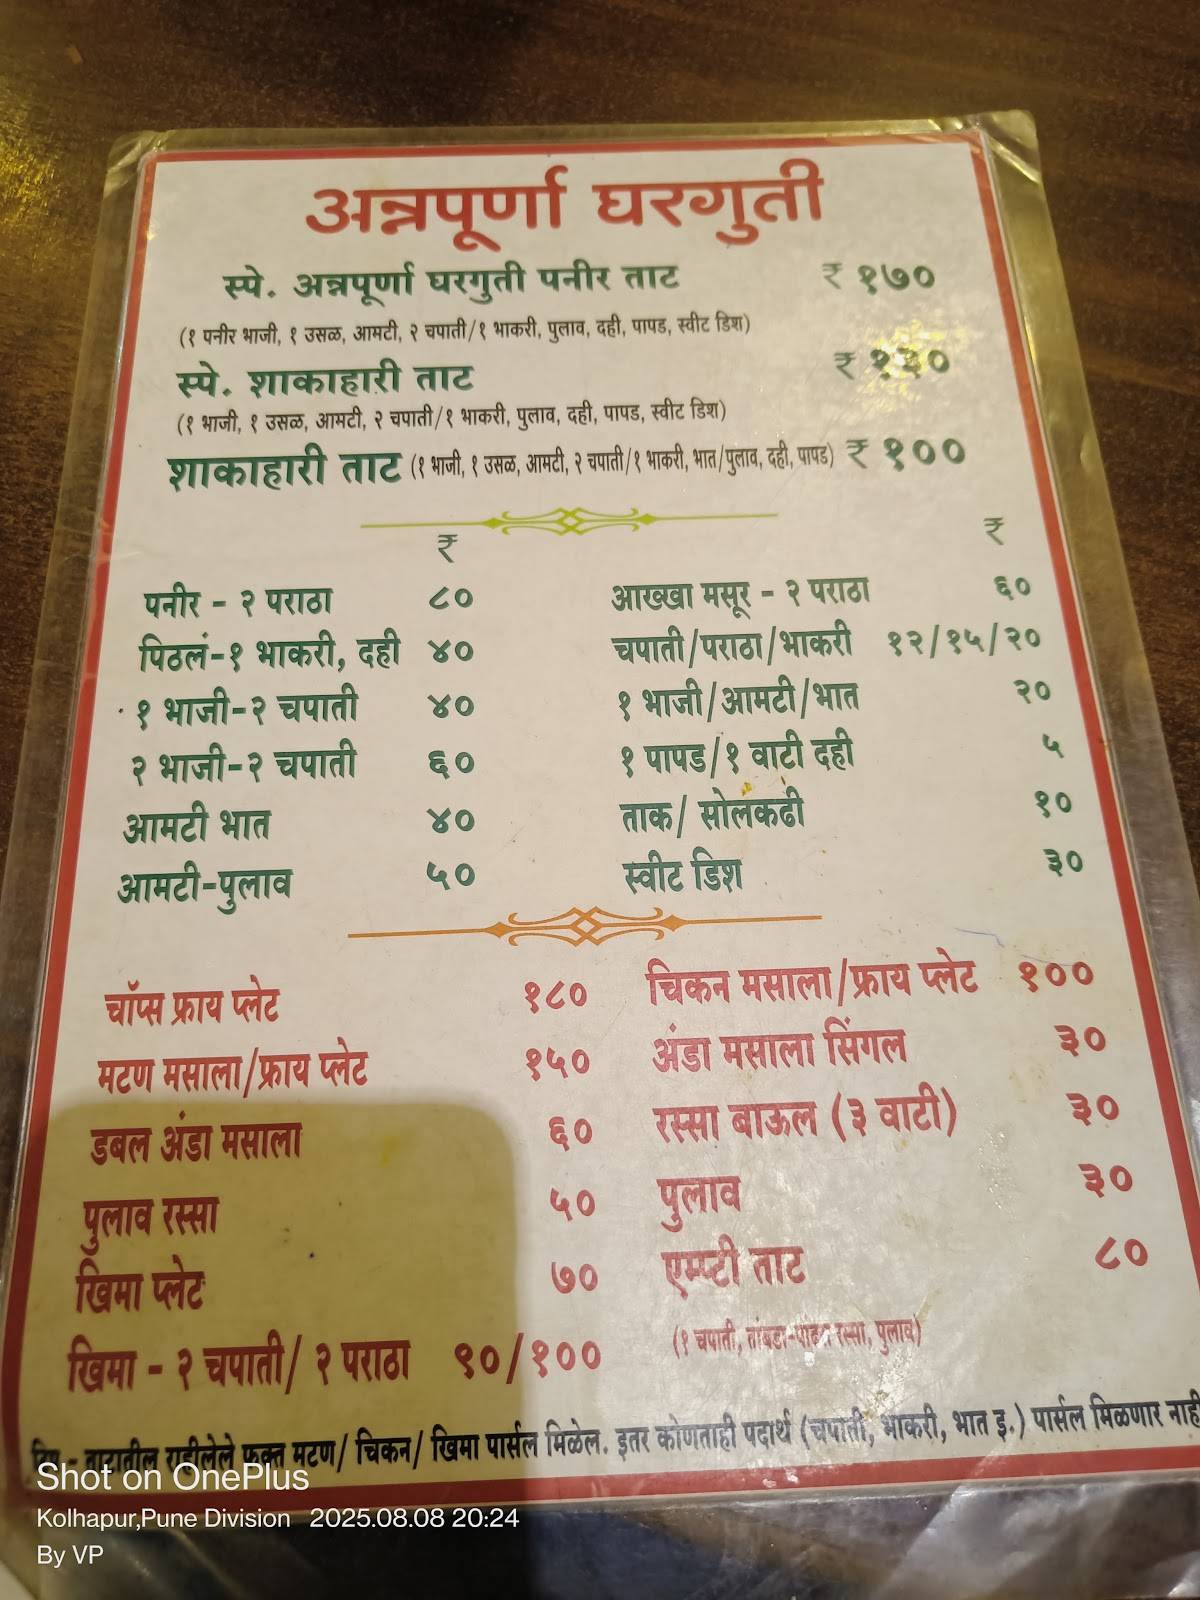 अन्नपूर्णा घरगुती
स्पे. अन्नपूर्णा घरगुती पनीर ताट ₹ १७०
(१ पनीर भाजी, १ उसळ, आमटी, २ चपाती/१ भाकरी, पुलाव, दही, पापड, स्वीट डिश)
स्पे. शाकाहारी ताट ₹ १३०
(१ भाजी, १ उसळ, आमटी, २ चपाती/१ भाकरी, पुलाव, दही, पापड, स्वीट डिश)
शाकाहारी ताट (१ भाजी, १ उसळ, आमटी, २ चपाती/१ भाकरी, भात/पुलाव, दही, पापड) ₹ १००
₹ ₹
पनीर - २ पराठा ८० आख्खा मसूर - २ पराठा ६०
पिठलं-१ भाकरी, दही ४० चपाती/पराठा/भाकरी १२/१५/२०
१ भाजी-२ चपाती ४० १ भाजी/आमटी/भात २०
२ भाजी-२ चपाती ६० १ पापड/१ वाटी दही ५
आमटी भात ४० ताक/ सोलकढी १०
आमटी-पुलाव ५० स्वीट डिश ३०
चॉप्स फ्राय प्लेट १८० चिकन मसाला/फ्राय प्लेट १००
मटण मसाला/फ्राय प्लेट १५० अंडा मसाला सिंगल ३०
डबल अंडा मसाला ६० रस्सा बाऊल (३ वाटी) ३०
पुलाव रस्सा ५० पुलाव ३०
खिमा प्लेट ७० एम्प्टी ताट ८०
खिमा - २ चपाती/ २ पराठा ९०/१०० (१ चपाती, तांबडा-पांढरा रस्सा, पुलाव)
फक्त मटण/ चिकन/ खिमा पार्सल मिळेल. इतर कोणताही पदार्थ (चपाती, भाकरी, भात इ.) पार्सल मिळणार नाही
Shot on OnePlus
Kolhapur,Pune Division 2025.08.08 20:24
By VP